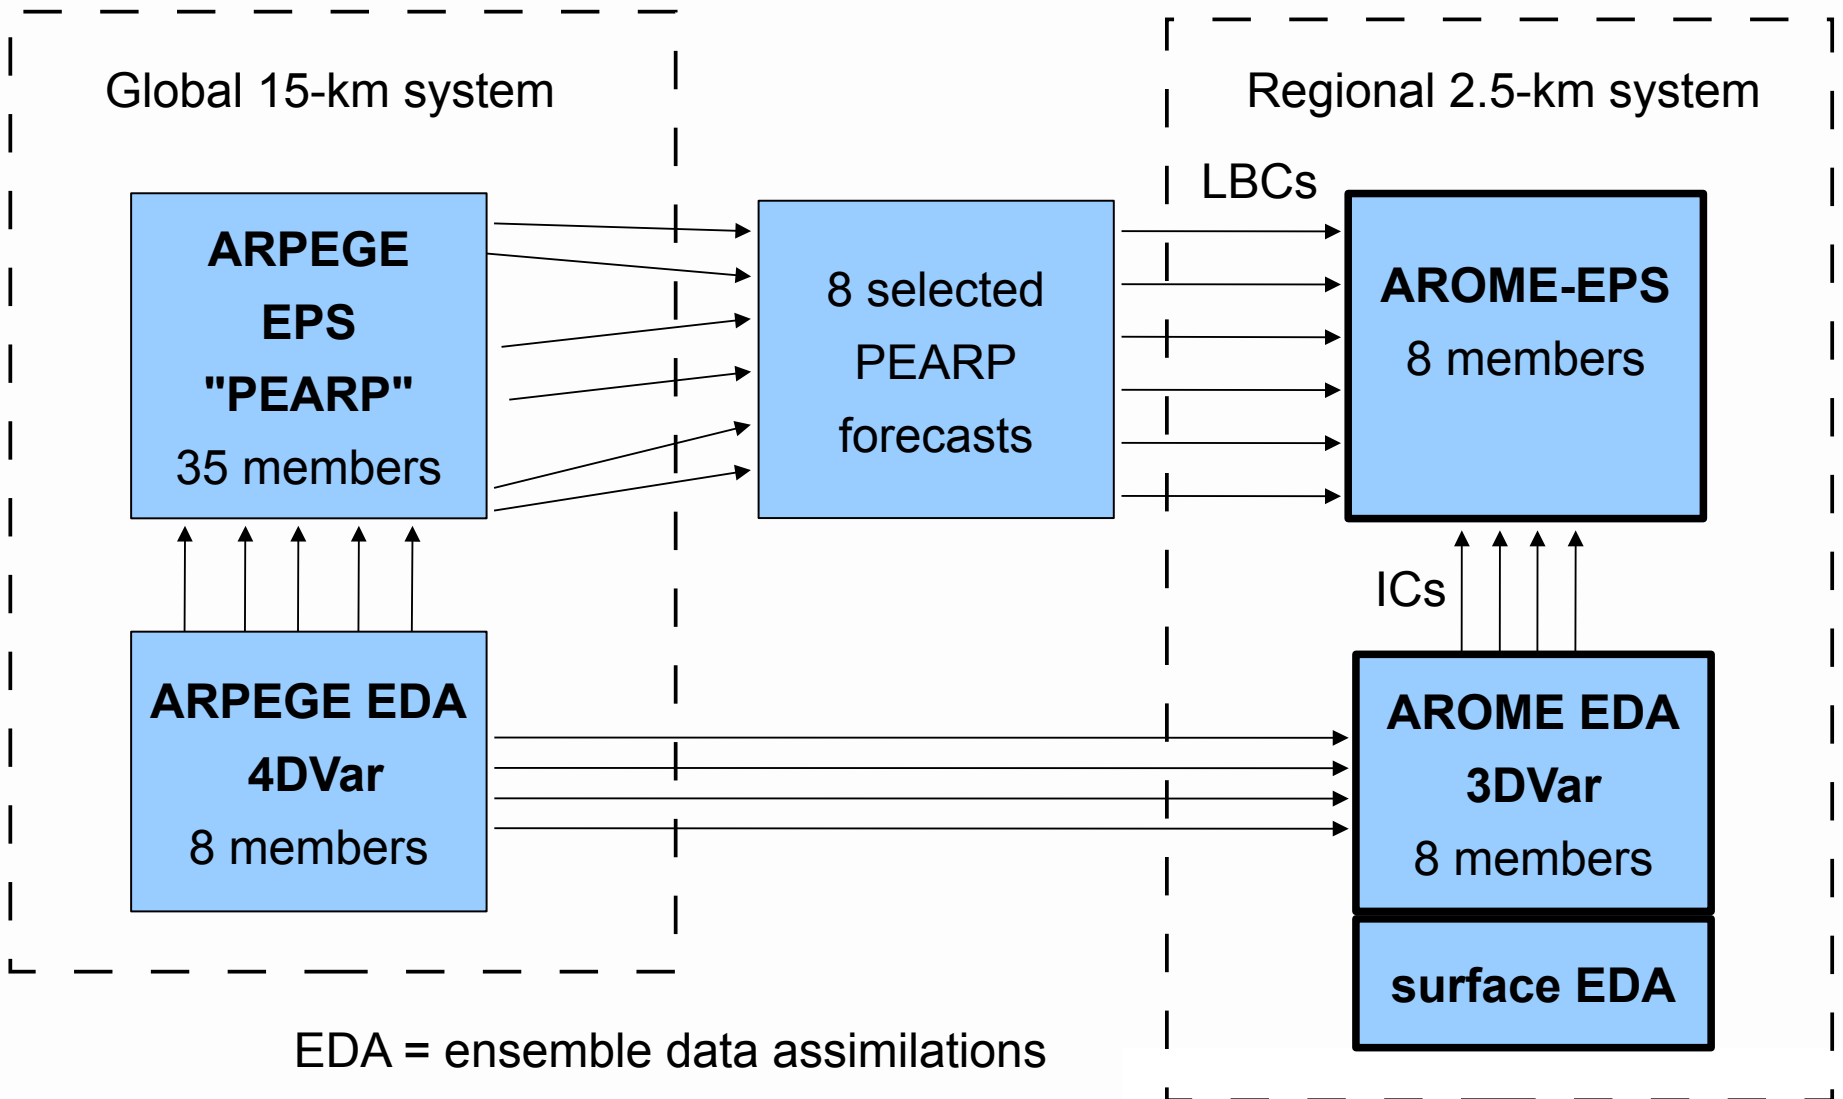 Global 15-km system
ARPEGE
EPS
"PEARP"
35 members
ARPEGE EDA
4DVar
8 members
8 selected
PEARP
forecasts
Regional 2.5-km system
LBCs
AROME-EPS
8 members
ICs
AROME EDA
3DVar
8 members
surface EDA
EDA = ensemble data assimilations